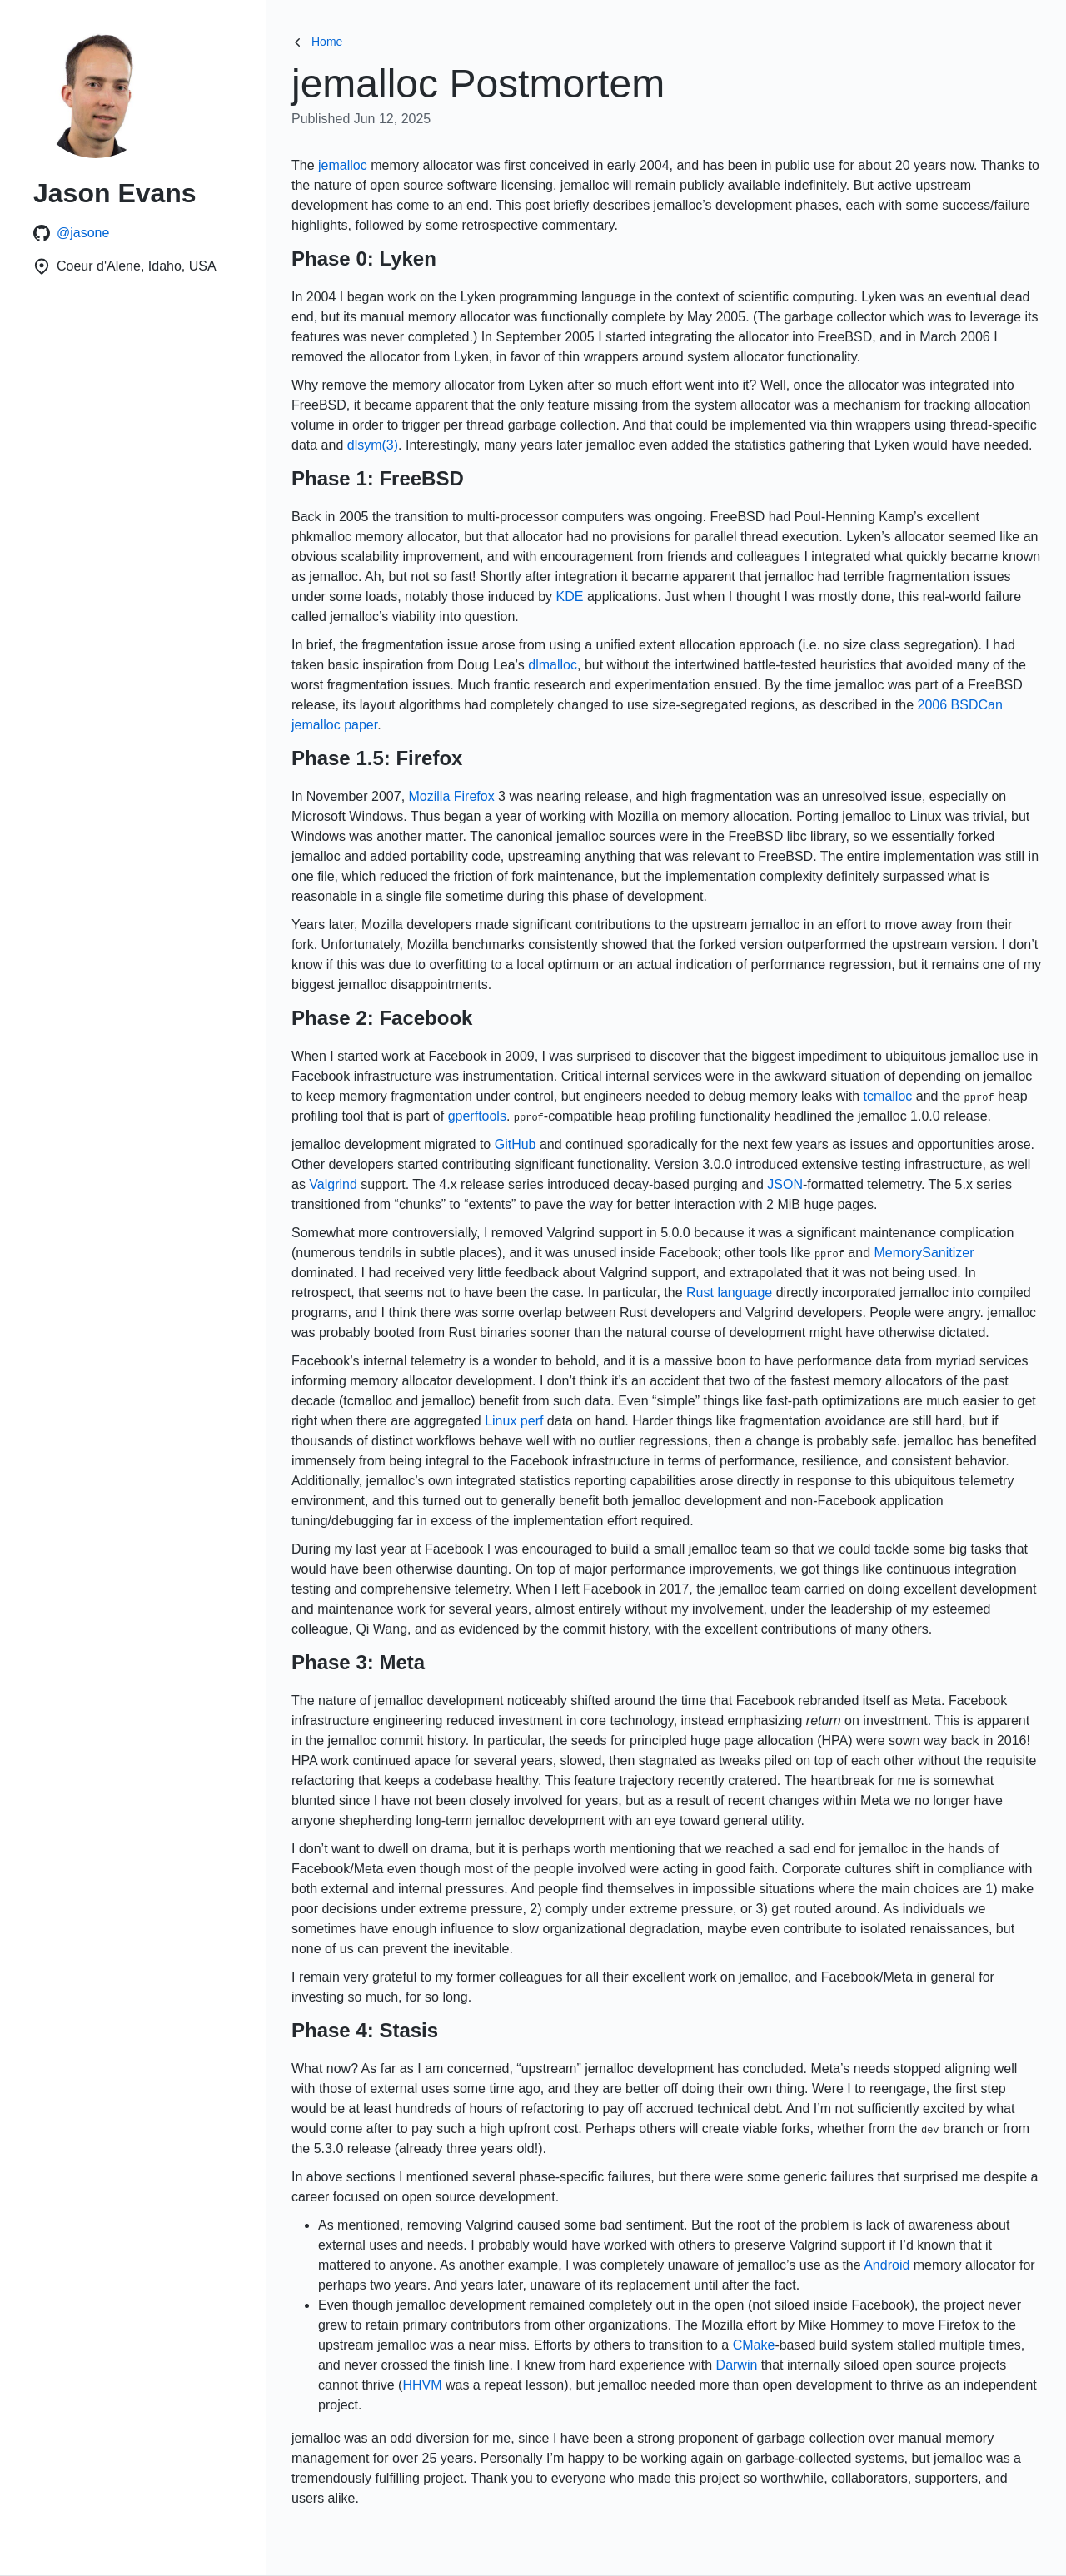 Jason Evans
@jasone
Coeur d'Alene, Idaho, USA
Home
jemalloc Postmortem
Published Jun 12, 2025
The jemalloc memory allocator was first conceived in early 2004, and has been in public use for about 20 years now. Thanks to
the nature of open source software licensing, jemalloc will remain publicly available indefinitely. But active upstream
development has come to an end. This post briefly describes jemalloc’s development phases, each with some success/failure
highlights, followed by some retrospective commentary.
Phase 0: Lyken
In 2004 I began work on the Lyken programming language in the context of scientific computing. Lyken was an eventual dead
end, but its manual memory allocator was functionally complete by May 2005. (The garbage collector which was to leverage its
features was never completed.) In September 2005 I started integrating the allocator into FreeBSD, and in March 2006 I
removed the allocator from Lyken, in favor of thin wrappers around system allocator functionality.
Why remove the memory allocator from Lyken after so much effort went into it? Well, once the allocator was integrated into
FreeBSD, it became apparent that the only feature missing from the system allocator was a mechanism for tracking allocation
volume in order to trigger per thread garbage collection. And that could be implemented via thin wrappers using thread-specific
data and dlsym(3). Interestingly, many years later jemalloc even added the statistics gathering that Lyken would have needed.
Phase 1: FreeBSD
Back in 2005 the transition to multi-processor computers was ongoing. FreeBSD had Poul-Henning Kamp’s excellent
phkmalloc memory allocator, but that allocator had no provisions for parallel thread execution. Lyken’s allocator seemed like an
obvious scalability improvement, and with encouragement from friends and colleagues I integrated what quickly became known
as jemalloc. Ah, but not so fast! Shortly after integration it became apparent that jemalloc had terrible fragmentation issues
under some loads, notably those induced by KDE applications. Just when I thought I was mostly done, this real-world failure
called jemalloc’s viability into question.
In brief, the fragmentation issue arose from using a unified extent allocation approach (i.e. no size class segregation). I had
taken basic inspiration from Doug Lea’s dlmalloc, but without the intertwined battle-tested heuristics that avoided many of the
worst fragmentation issues. Much frantic research and experimentation ensued. By the time jemalloc was part of a FreeBSD
release, its layout algorithms had completely changed to use size-segregated regions, as described in the 2006 BSDCan
jemalloc paper.
Phase 1.5: Firefox
In November 2007, Mozilla Firefox 3 was nearing release, and high fragmentation was an unresolved issue, especially on
Microsoft Windows. Thus began a year of working with Mozilla on memory allocation. Porting jemalloc to Linux was trivial, but
Windows was another matter. The canonical jemalloc sources were in the FreeBSD libc library, so we essentially forked
jemalloc and added portability code, upstreaming anything that was relevant to FreeBSD. The entire implementation was still in
one file, which reduced the friction of fork maintenance, but the implementation complexity definitely surpassed what is
reasonable in a single file sometime during this phase of development.
Years later, Mozilla developers made significant contributions to the upstream jemalloc in an effort to move away from their
fork. Unfortunately, Mozilla benchmarks consistently showed that the forked version outperformed the upstream version. I don’t
know if this was due to overfitting to a local optimum or an actual indication of performance regression, but it remains one of my
biggest jemalloc disappointments.
Phase 2: Facebook
When I started work at Facebook in 2009, I was surprised to discover that the biggest impediment to ubiquitous jemalloc use in
Facebook infrastructure was instrumentation. Critical internal services were in the awkward situation of depending on jemalloc
to keep memory fragmentation under control, but engineers needed to debug memory leaks with tcmalloc and the pprof heap
profiling tool that is part of gperftools. pprof-compatible heap profiling functionality headlined the jemalloc 1.0.0 release.
jemalloc development migrated to GitHub and continued sporadically for the next few years as issues and opportunities arose.
Other developers started contributing significant functionality. Version 3.0.0 introduced extensive testing infrastructure, as well
as Valgrind support. The 4.x release series introduced decay-based purging and JSON-formatted telemetry. The 5.x series
transitioned from “chunks” to “extents” to pave the way for better interaction with 2 MiB huge pages.
Somewhat more controversially, I removed Valgrind support in 5.0.0 because it was a significant maintenance complication
(numerous tendrils in subtle places), and it was unused inside Facebook; other tools like pprof and MemorySanitizer
dominated. I had received very little feedback about Valgrind support, and extrapolated that it was not being used. In
retrospect, that seems not to have been the case. In particular, the Rust language directly incorporated jemalloc into compiled
programs, and I think there was some overlap between Rust developers and Valgrind developers. People were angry. jemalloc
was probably booted from Rust binaries sooner than the natural course of development might have otherwise dictated.
Facebook’s internal telemetry is a wonder to behold, and it is a massive boon to have performance data from myriad services
informing memory allocator development. I don’t think it’s an accident that two of the fastest memory allocators of the past
decade (tcmalloc and jemalloc) benefit from such data. Even “simple” things like fast-path optimizations are much easier to get
right when there are aggregated Linux perf data on hand. Harder things like fragmentation avoidance are still hard, but if
thousands of distinct workflows behave well with no outlier regressions, then a change is probably safe. jemalloc has benefited
immensely from being integral to the Facebook infrastructure in terms of performance, resilience, and consistent behavior.
Additionally, jemalloc’s own integrated statistics reporting capabilities arose directly in response to this ubiquitous telemetry
environment, and this turned out to generally benefit both jemalloc development and non-Facebook application
tuning/debugging far in excess of the implementation effort required.
During my last year at Facebook I was encouraged to build a small jemalloc team so that we could tackle some big tasks that
would have been otherwise daunting. On top of major performance improvements, we got things like continuous integration
testing and comprehensive telemetry. When I left Facebook in 2017, the jemalloc team carried on doing excellent development
and maintenance work for several years, almost entirely without my involvement, under the leadership of my esteemed
colleague, Qi Wang, and as evidenced by the commit history, with the excellent contributions of many others.
Phase 3: Meta
The nature of jemalloc development noticeably shifted around the time that Facebook rebranded itself as Meta. Facebook
infrastructure engineering reduced investment in core technology, instead emphasizing return on investment. This is apparent
in the jemalloc commit history. In particular, the seeds for principled huge page allocation (HPA) were sown way back in 2016!
HPA work continued apace for several years, slowed, then stagnated as tweaks piled on top of each other without the requisite
refactoring that keeps a codebase healthy. This feature trajectory recently cratered. The heartbreak for me is somewhat
blunted since I have not been closely involved for years, but as a result of recent changes within Meta we no longer have
anyone shepherding long-term jemalloc development with an eye toward general utility.
I don’t want to dwell on drama, but it is perhaps worth mentioning that we reached a sad end for jemalloc in the hands of
Facebook/Meta even though most of the people involved were acting in good faith. Corporate cultures shift in compliance with
both external and internal pressures. And people find themselves in impossible situations where the main choices are 1) make
poor decisions under extreme pressure, 2) comply under extreme pressure, or 3) get routed around. As individuals we
sometimes have enough influence to slow organizational degradation, maybe even contribute to isolated renaissances, but
none of us can prevent the inevitable.
I remain very grateful to my former colleagues for all their excellent work on jemalloc, and Facebook/Meta in general for
investing so much, for so long.
Phase 4: Stasis
What now? As far as I am concerned, “upstream” jemalloc development has concluded. Meta’s needs stopped aligning well
with those of external uses some time ago, and they are better off doing their own thing. Were I to reengage, the first step
would be at least hundreds of hours of refactoring to pay off accrued technical debt. And I’m not sufficiently excited by what
would come after to pay such a high upfront cost. Perhaps others will create viable forks, whether from the dev branch or from
the 5.3.0 release (already three years old!).
In above sections I mentioned several phase-specific failures, but there were some generic failures that surprised me despite a
career focused on open source development.
• As mentioned, removing Valgrind caused some bad sentiment. But the root of the problem is lack of awareness about
external uses and needs. I probably would have worked with others to preserve Valgrind support if I’d known that it
mattered to anyone. As another example, I was completely unaware of jemalloc’s use as the Android memory allocator for
perhaps two years. And years later, unaware of its replacement until after the fact.
• Even though jemalloc development remained completely out in the open (not siloed inside Facebook), the project never
grew to retain primary contributors from other organizations. The Mozilla effort by Mike Hommey to move Firefox to the
upstream jemalloc was a near miss. Efforts by others to transition to a CMake-based build system stalled multiple times,
and never crossed the finish line. I knew from hard experience with Darwin that internally siloed open source projects
cannot thrive (HHVM was a repeat lesson), but jemalloc needed more than open development to thrive as an independent
project.
jemalloc was an odd diversion for me, since I have been a strong proponent of garbage collection over manual memory
management for over 25 years. Personally I’m happy to be working again on garbage-collected systems, but jemalloc was a
tremendously fulfilling project. Thank you to everyone who made this project so worthwhile, collaborators, supporters, and
users alike.